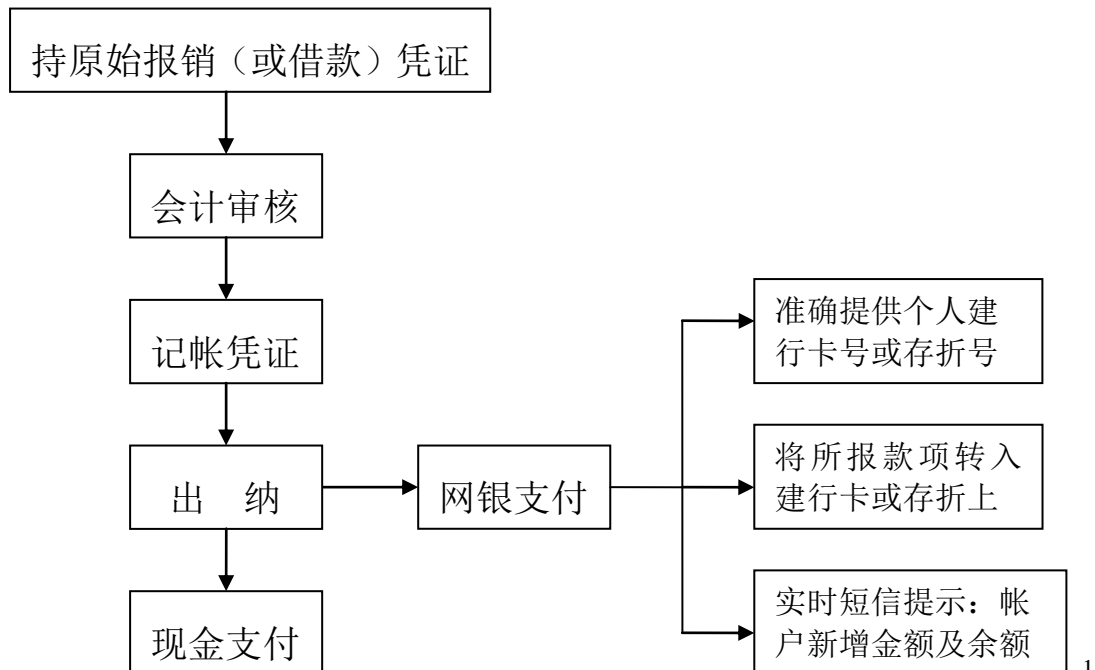 持原始报销（或借款）凭证
会计审核
记帐凭证
准确提供个人建
行卡号或存折号
出 纳
网银支付
将所报款项转入
建行卡或存折上
现金支付
实时短信提示：帐
户新增金额及余额
1